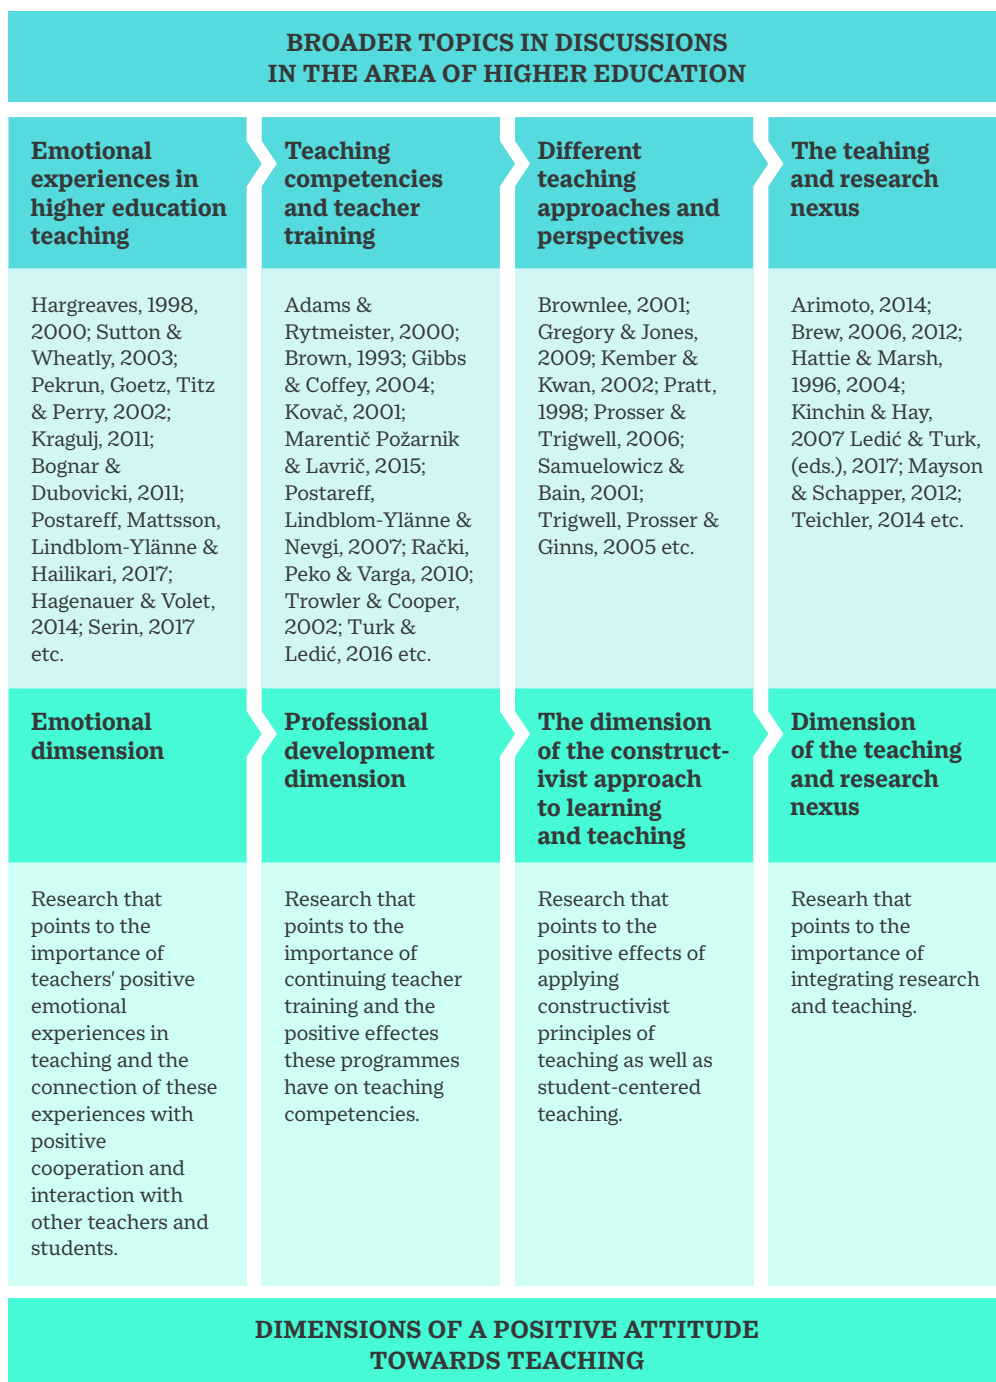 BROADER TOPICS IN DISCUSSIONS
IN THE AREA OF HIGHER EDUCATION
Emotional
experiences in
higher education
teaching
Hargreaves, 1998,
2000; Sutton &
Wheatly, 2003;
Pekrun, Goetz, Titz
& Perry, 2002;
Kragulj, 2011;
Bognar &
Dubovicki, 2011;
Postareff, Mattsson,
Lindblom-Ylänne &
Hailikari, 2017;
Hagenauer & Volet,
2014; Serin, 2017
etc.
Teaching
competencies
and teacher
training
Adams &
Rytmeister, 2000;
Brown, 1993; Gibbs
& Coffey, 2004;
Kovač, 2001;
Marentič Požarnik
& Lavrič, 2015;
Postareff,
Lindblom-Ylänne &
Nevgi, 2007; Rački,
Peko & Varga, 2010;
Trowler & Cooper,
2002; Turk &
Ledić, 2016 etc.
Different
teaching
approaches and
perspectives
Brownlee, 2001;
Gregory & Jones,
2009; Kember &
Kwan, 2002; Pratt,
1998; Prosser &
Trigwell, 2006;
Samuelowicz &
Bain, 2001;
Trigwell, Prosser &
Ginns, 2005 etc.
The teahing
and research
nexus
Arimoto, 2014;
Brew, 2006, 2012;
Hattie & Marsh,
1996, 2004;
Kinchin & Hay,
2007 Ledić & Turk,
(eds.), 2017; Mayson
& Schapper, 2012;
Teichler, 2014 etc.
Emotional
dimsension
Research that
points to the
importance of
teachers' positive
emotional
experiences in
teaching and the
connection of these
experiences with
positive
cooperation and
interaction with
other teachers and
students.
Professional
development
dimension
Research that
points to the
importance of
continuing teacher
training and the
positive effectes
these programmes
have on teaching
competencies.
The dimension
of the construct-
ivist approach
to learning
and teaching
Research that
points to the
positive effects of
applying
constructivist
principles of
teaching as well as
student-centered
teaching.
Dimension
of the teaching
and research
nexus
Researh that
points to the
importance of
integrating research
and teaching.
DIMENSIONS OF A POSITIVE ATTITUDE
TOWARDS TEACHING